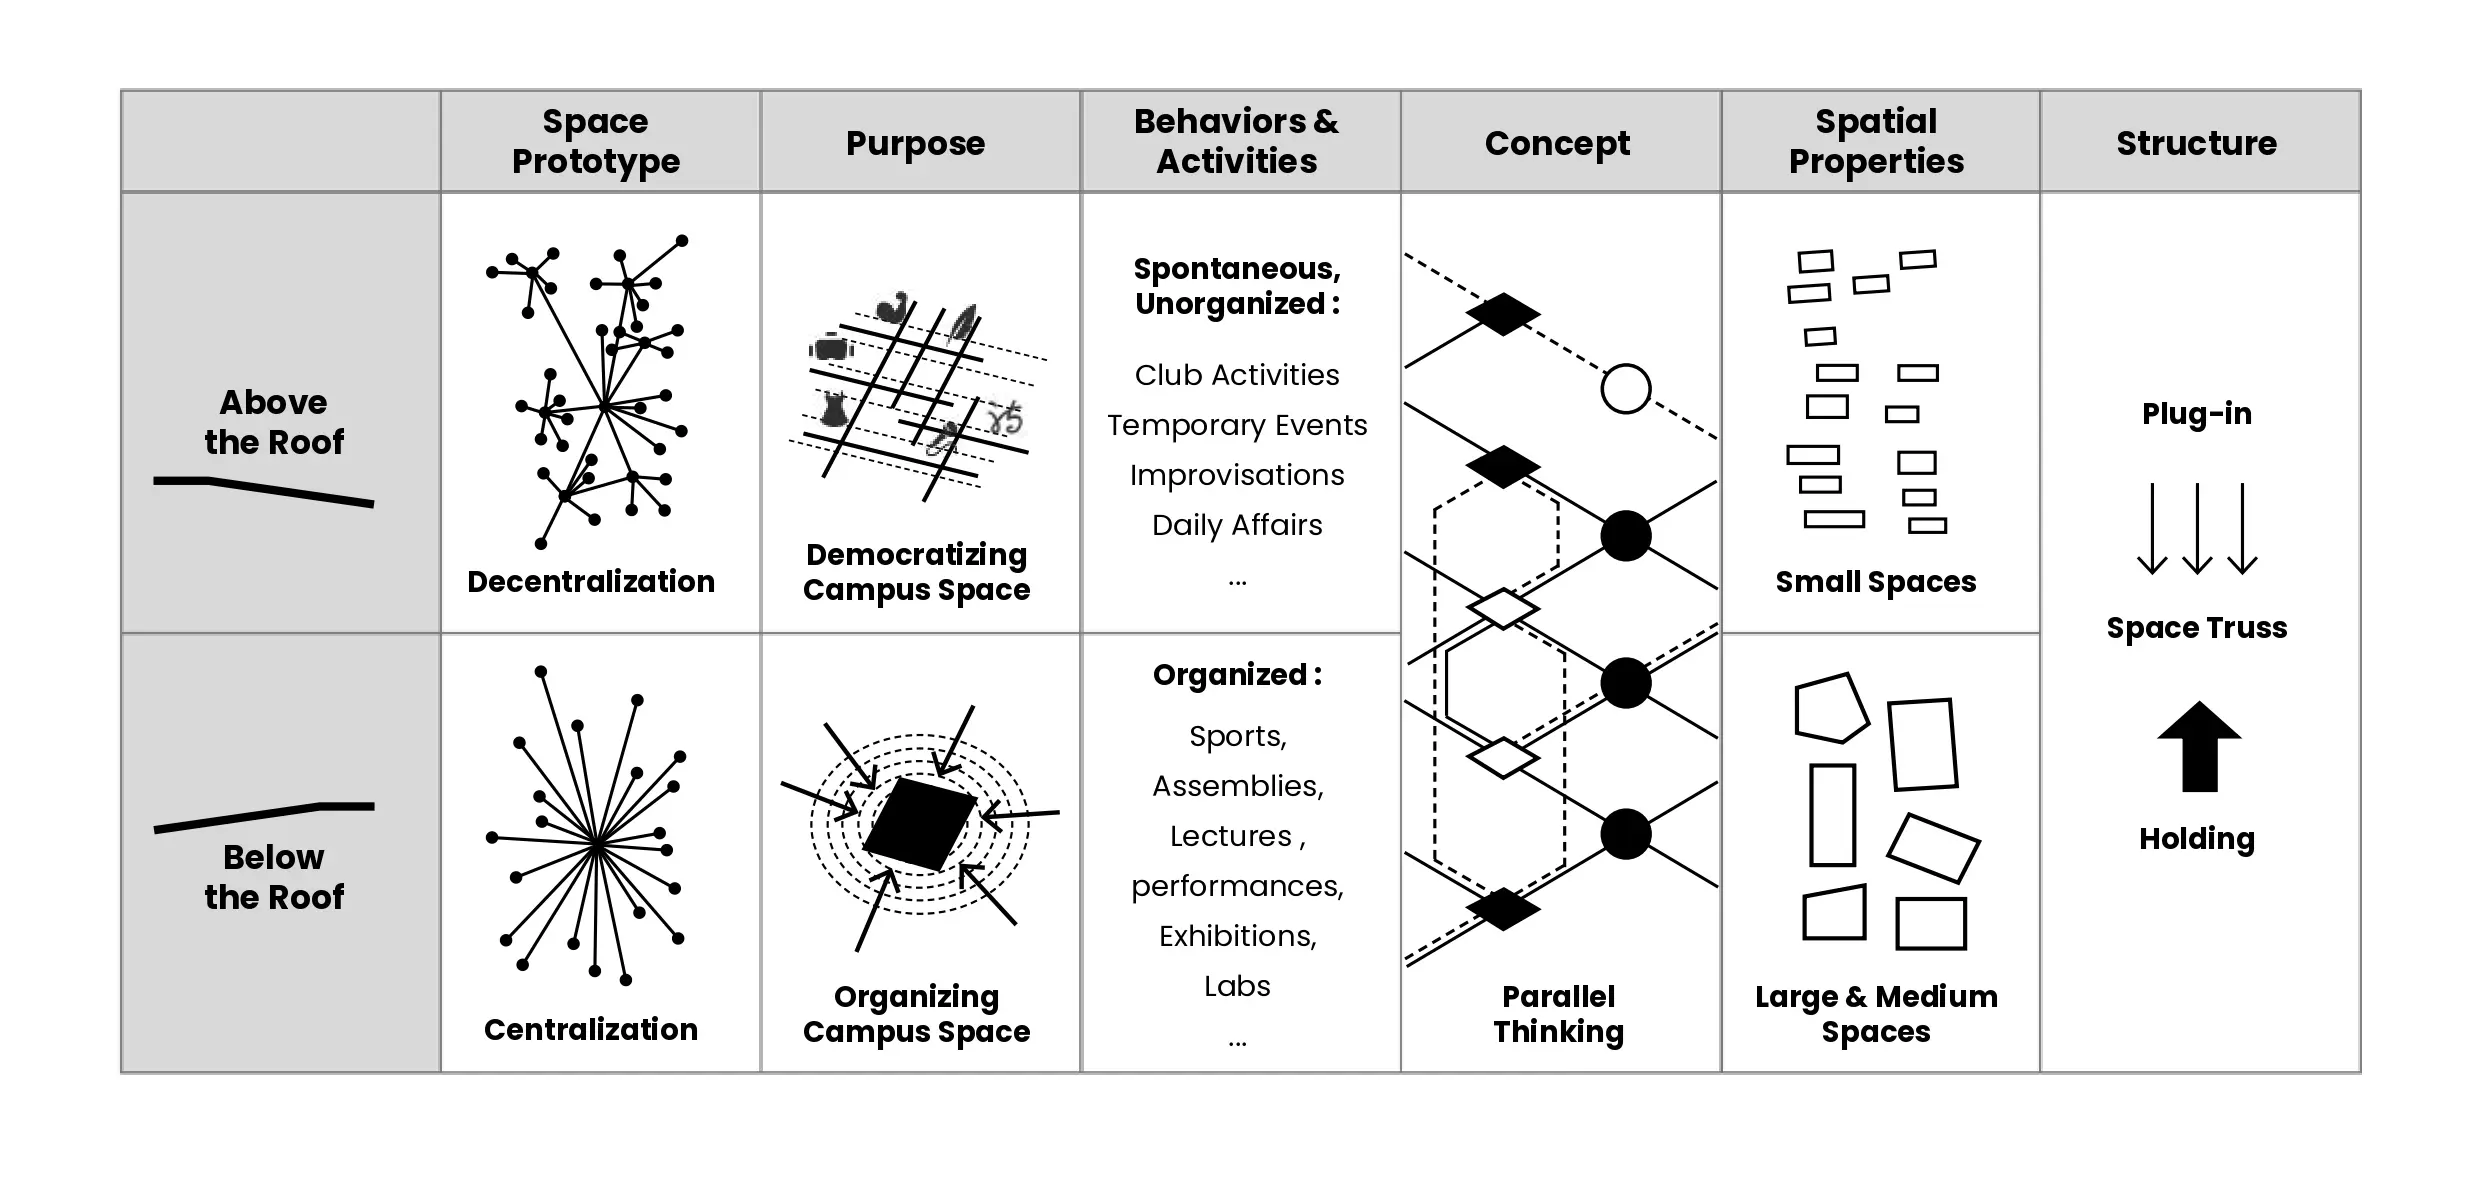 Space
Prototype
Purpose
Behaviors &
Activities
Concept
Spatial
Properties
Structure
Above
the Roof
Decentralization
Democratizing
Campus Space
Spontaneous,
Unorganized :
Club Activities
Temporary Events
Improvisations
Daily Affairs
...
Small Spaces
Plug-in
Space Truss
Holding
Below
the Roof
Centralization
Organizing
Campus Space
Organized :
Sports,
Assemblies,
Lectures ,
performances,
Exhibitions,
Labs
...
Parallel
Thinking
Large & Medium
Spaces